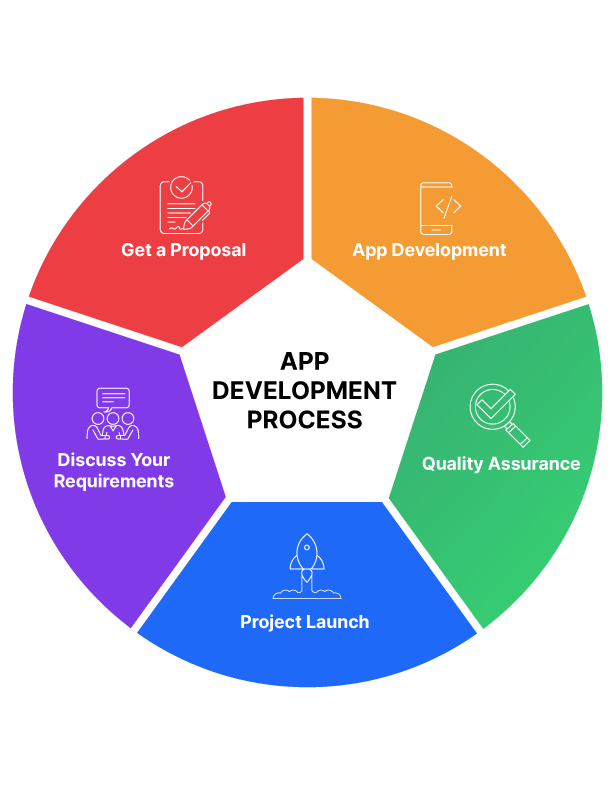 Get a Proposal
App Development
APP
DEVELOPMENT
PROCESS
Discuss Your
Requirements
Quality Assurance
Project Launch